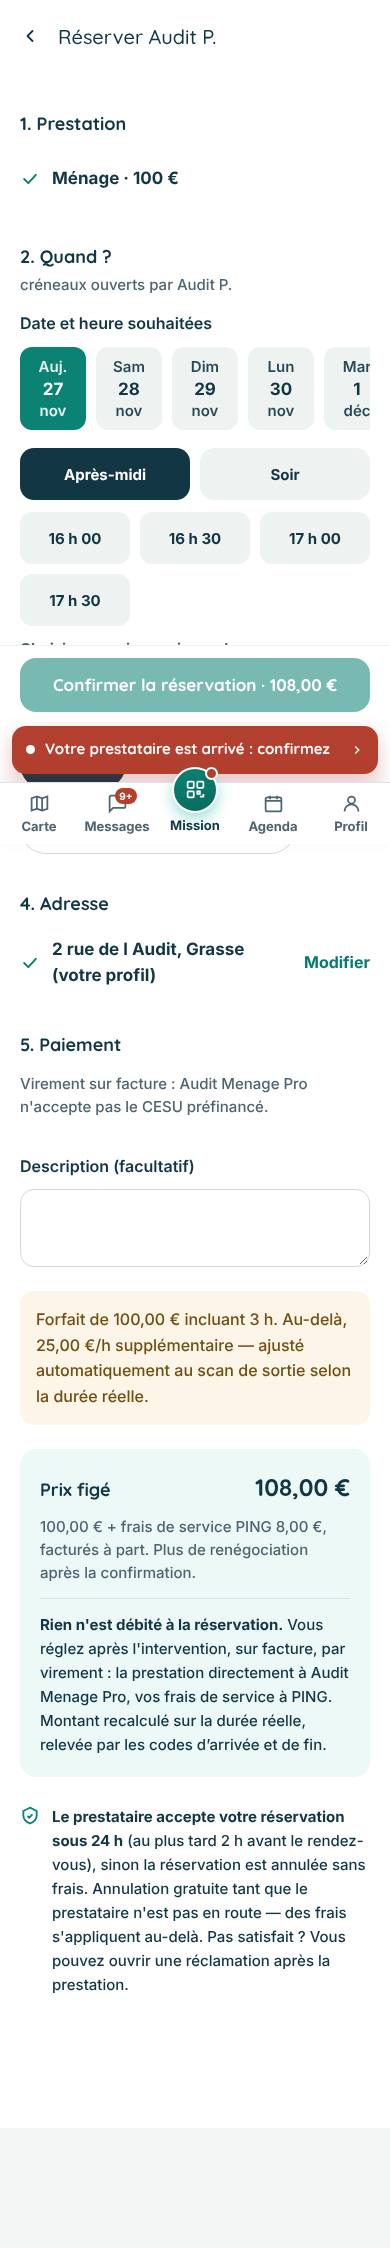 Réserver Audit P.
1. Prestation
Ménage · 100 €
2. Quand ?
créneaux ouverts par Audit P.
Date et heure souhaitées
Auj. Sam Dim Lun Mar
27 28 29 30 1
nov nov nov nov déc
Après-midi Soir
16 h 00 16 h 30 17 h 00
17 h 30
Confirmer la réservation · 108,00 €
Votre prestataire est arrivé : confirmez
9+
Carte Messages Mission Agenda Profil
4. Adresse
2 rue de l Audit, Grasse
(votre profil)
Modifier
5. Paiement
Virement sur facture : Audit Menage Pro
n'accepte pas le CESU préfinancé.
Description (facultatif)
Forfait de 100,00 € incluant 3 h. Au-delà,
25,00 €/h supplémentaire — ajusté
automatiquement au scan de sortie selon
la durée réelle.
Prix figé 108,00 €
100,00 € + frais de service PING 8,00 €,
facturés à part. Plus de renégociation
après la confirmation.
Rien n'est débité à la réservation. Vous
réglez après l'intervention, sur facture, par
virement : la prestation directement à Audit
Menage Pro, vos frais de service à PING.
Montant recalculé sur la durée réelle,
relevée par les codes d’arrivée et de fin.
Le prestataire accepte votre réservation
sous 24 h (au plus tard 2 h avant le rendez-
vous), sinon la réservation est annulée sans
frais. Annulation gratuite tant que le
prestataire n'est pas en route — des frais
s'appliquent au-delà. Pas satisfait ? Vous
pouvez ouvrir une réclamation après la
prestation.